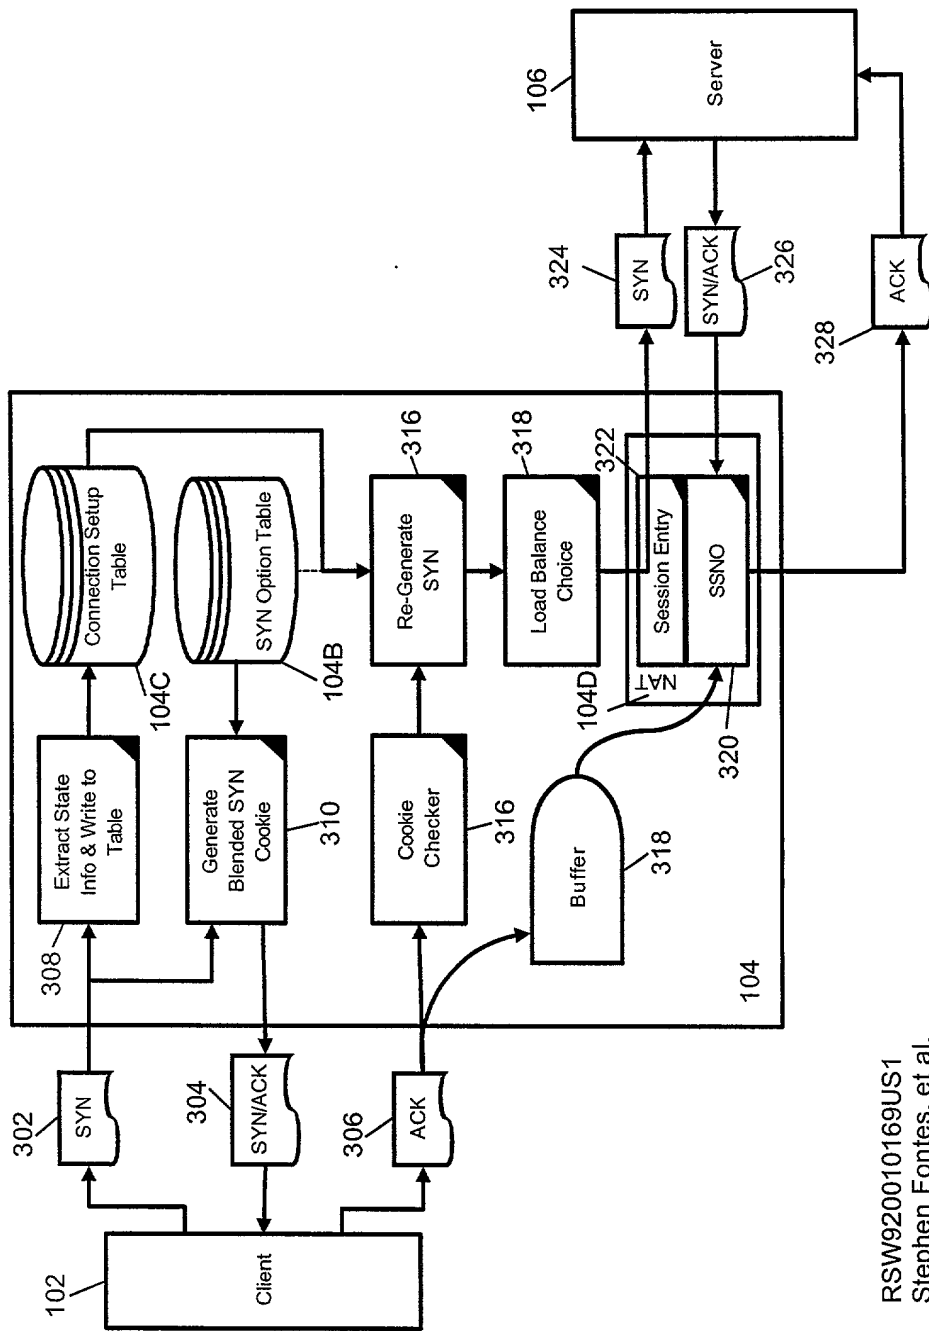 102
Client
302
SYN
304
SYN/ACK
306
ACK
308
Extract State
Info & Write to
Table
104C
Connection Setup
Table
Generate
Blended SYN
Cookie
310
SYN Option Table
104B
Cookie
Checker
316
Re-Generate
SYN
316
Load Balance
Choice
318
Buffer
318
104D
NAT
322
Session Entry
SSNO
320
104
324
SYN
SYN/ACK
326
328
ACK
106
Server
RSW920010169US1
Stephen Fontes, et al.